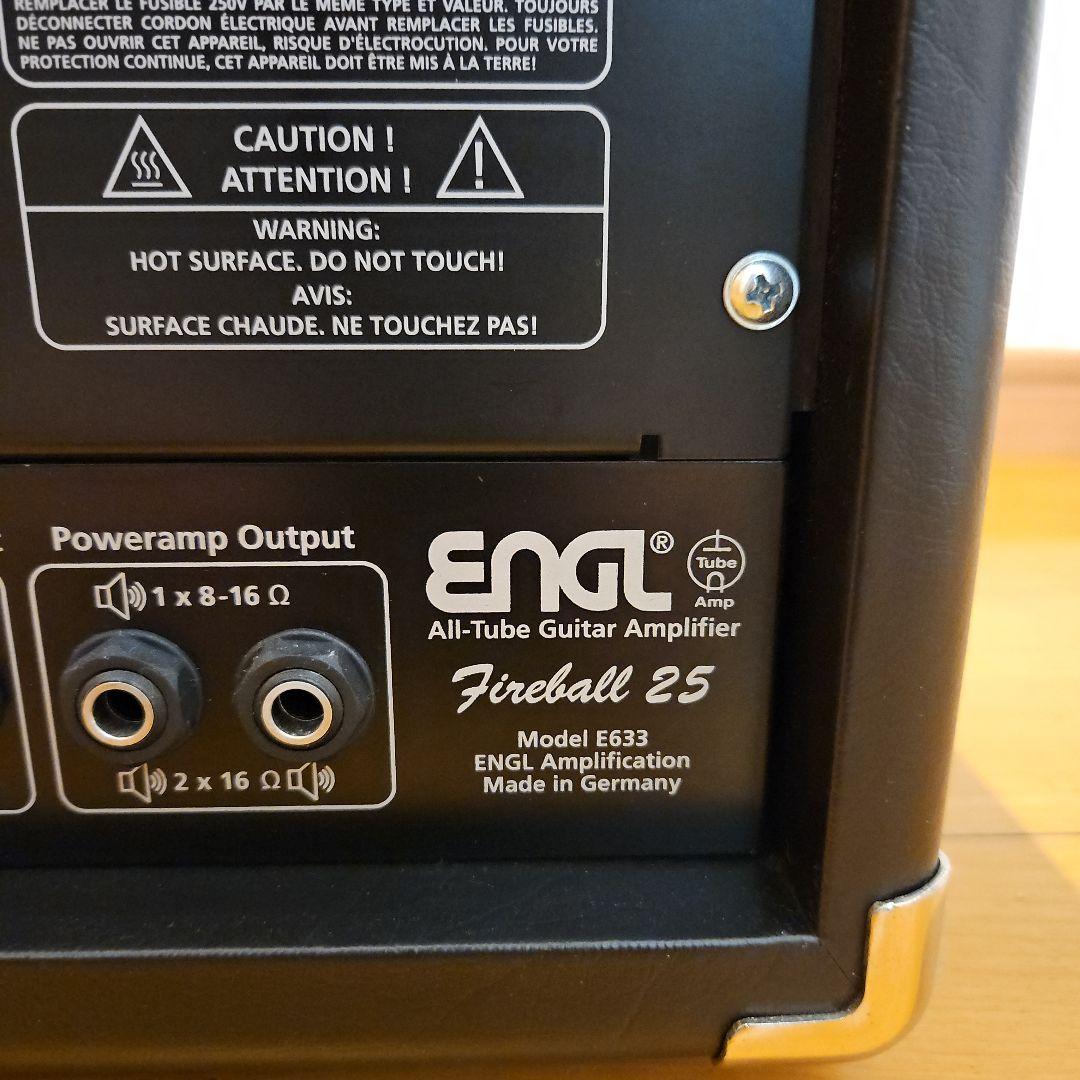 REMPLACER LE FUSIBLE 250V PAR LE MÊME TYPE ET VALEUR. TOUJOURS
DÉCONNECTER CORDON ÉLECTRIQUE AVANT REMPLACER LES FUSIBLES.
NE PAS OUVRIR CET APPAREIL, RISQUE D'ÉLECTROCUTION. POUR VOTRE
PROTECTION CONTINUE, CET APPAREIL DOIT ÊTRE MIS À LA TERRE!
CAUTION !
ATTENTION !
WARNING:
HOT SURFACE. DO NOT TOUCH!
AVIS:
SURFACE CHAUDE. NE TOUCHEZ PAS!
Poweramp Output
1 x 8-16 Ω
2 x 16 Ω
ENGL®
Tube
Amp
All-Tube Guitar Amplifier
Fireball 25
Model E633
ENGL Amplification
Made in Germany